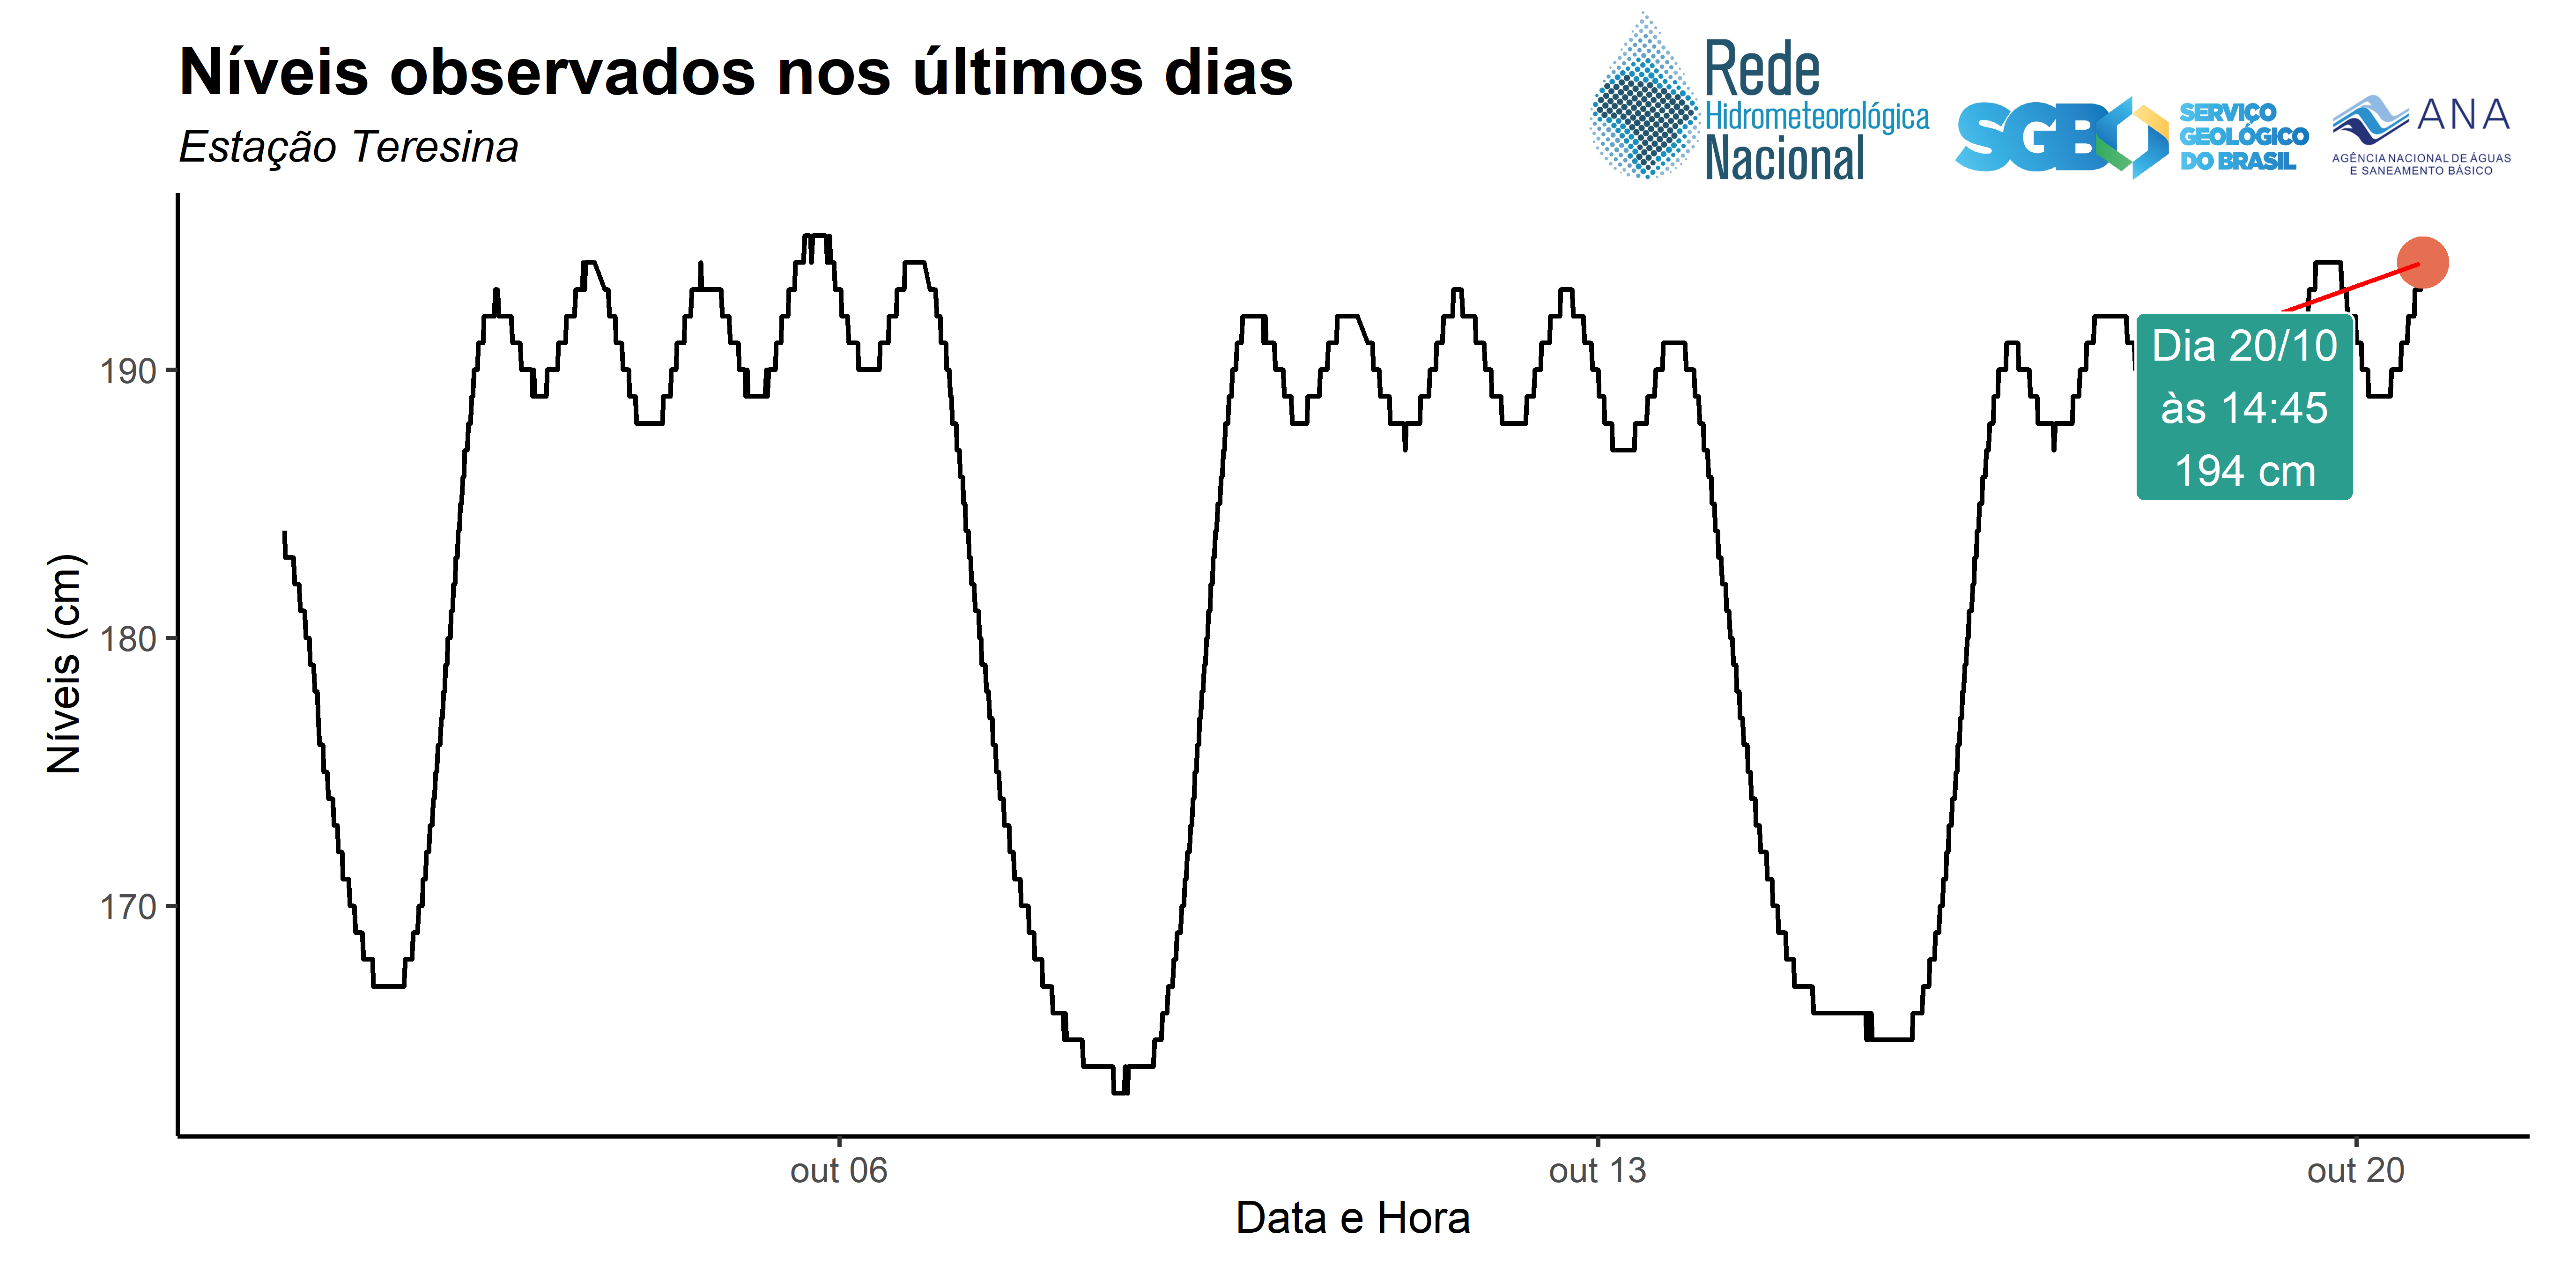 Níveis observados nos últimos dias
Estação Teresina
Rede
Hidrometeorológica
Nacional
SGB
SERVIÇO
GEOLÓGICO
DO BRASIL
ANA
AGÊNCIA NACIONAL DE ÁGUAS
E SANEAMENTO BÁSICO
Níveis (cm)
190
180
170
Dia 20/10
às 14:45
194 cm
out 06
out 13
out 20
Data e Hora